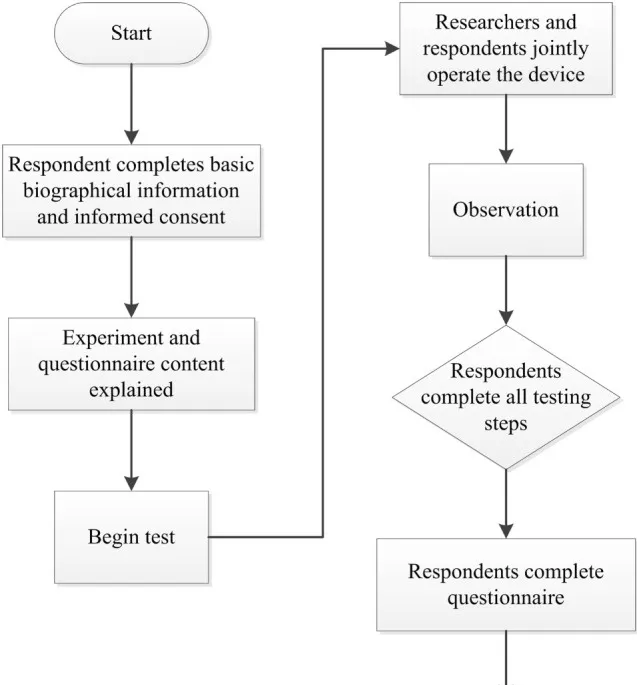 Start
Respondent completes basic
biographical information
and informed consent
Experiment and
questionnaire content
explained
Begin test
Researchers and
respondents jointly
operate the device
Observation
Respondents
complete all testing
steps
Respondents complete
questionnaire